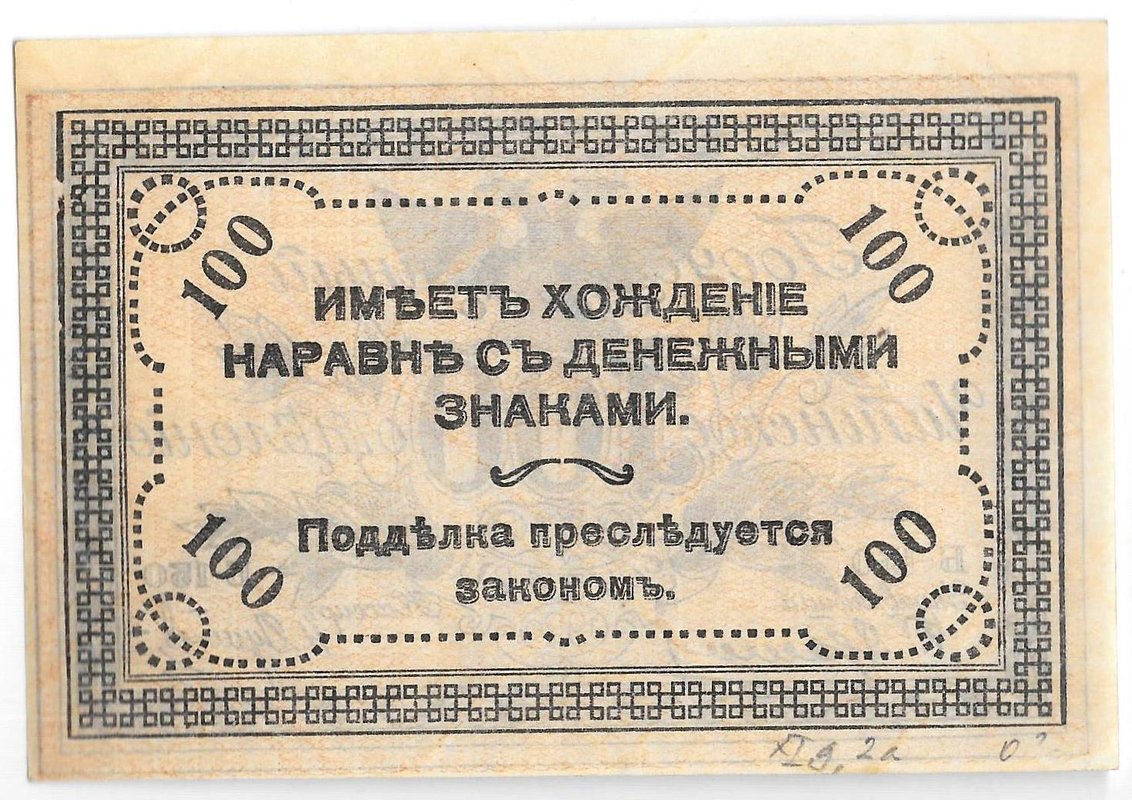 100 100
ИМѢЕТЪ ХОЖДЕНІЕ
НАРАВНѢ СЪ ДЕНЕЖНЫМИ
ЗНАКАМИ.
Поддѣлка преслѣдуется
закономъ.
100 100